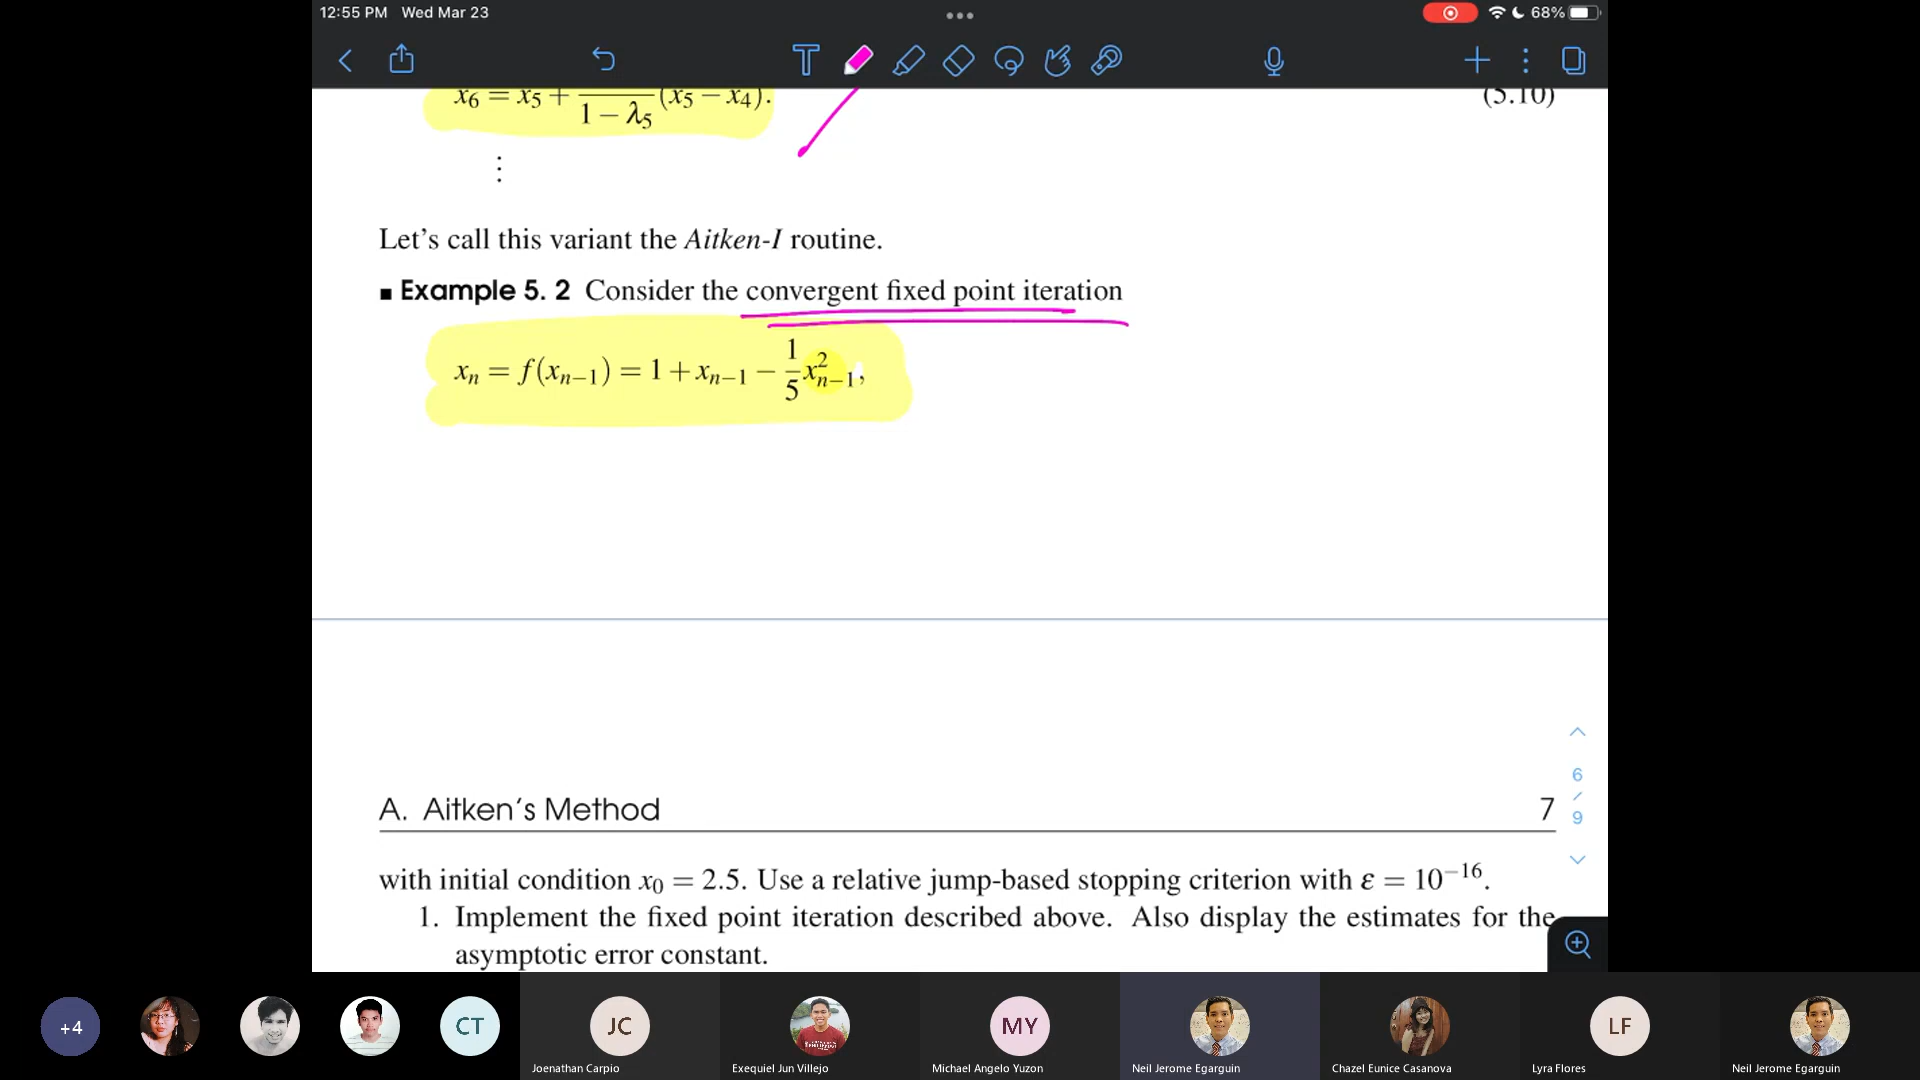 12:55 PM Wed Mar 23
68%
x₆ = x₅ + ―/(1 − λ₅) (x₅ − x₄). (5.10)
⋮
Let's call this variant the Aitken-I routine.
■ Example 5. 2 Consider the convergent fixed point iteration
xₙ = f(xₙ₋₁) = 1 + xₙ₋₁ − 1/5 x²ₙ₋₁,
6
/
9
A. Aitken's Method 7
with initial condition x₀ = 2.5. Use a relative jump-based stopping criterion with ε = 10⁻¹⁶.
1. Implement the fixed point iteration described above. Also display the estimates for the
asymptotic error constant.
+4
CT
JC
MY
LF
Joenathan Carpio
Exequiel Jun Villejo
Michael Angelo Yuzon
Neil Jerome Egarguin
Chazel Eunice Casanova
Lyra Flores
Neil Jerome Egarguin